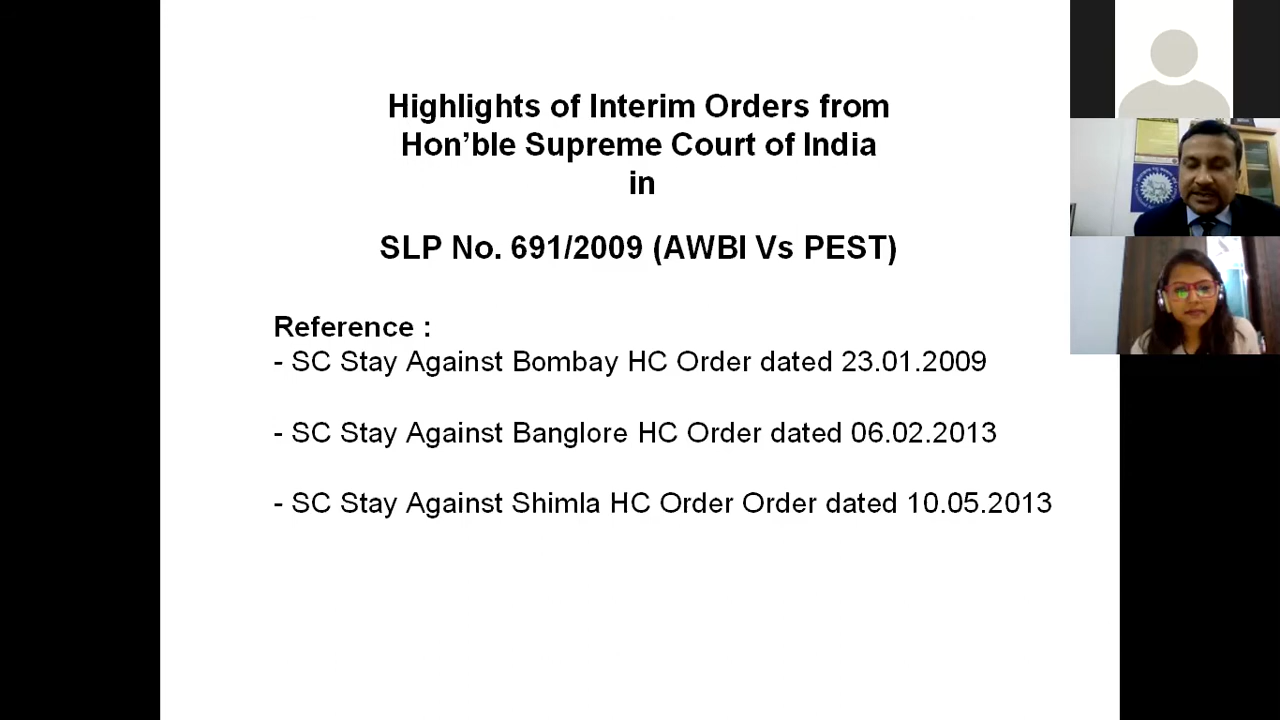 Highlights of Interim Orders from
Hon’ble Supreme Court of India
in
SLP No. 691/2009 (AWBI Vs PEST)
Reference :
- SC Stay Against Bombay HC Order dated 23.01.2009
- SC Stay Against Banglore HC Order dated 06.02.2013
- SC Stay Against Shimla HC Order Order dated 10.05.2013